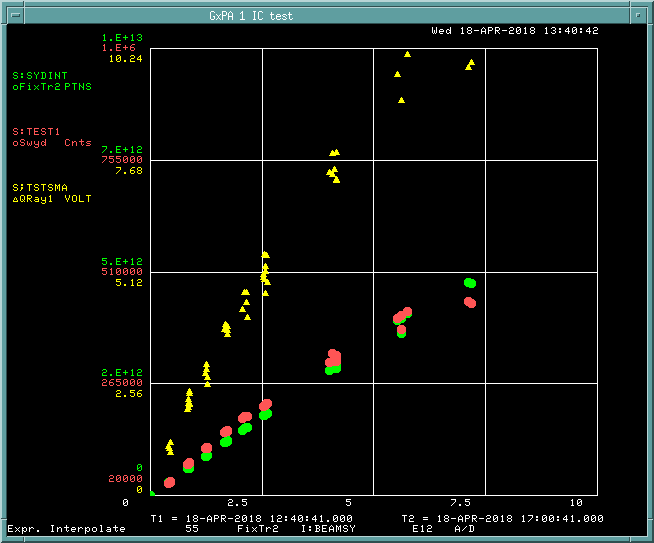 GxPA 1 IC test
Wed 18-APR-2018 13:40:42
1.E+13
1.E+6
10.24
S:SYDINT
oFixTr2 PTNS
S:TEST1
oSwyd Cnts
7.E+12
755000
7.68
S;TSTSMA
△QRay1 VOLT
5.E+12
510000
5.12
2.E+12
265000
2.56
0
20000
0
0 2.5 5 7.5 10
T1 = 18-APR-2018 12:40:41.000 T2 = 18-APR-2018 17:00:41.000
Expr. Interpolate 55 FixTr2 I:BEAMSY E12 A/D